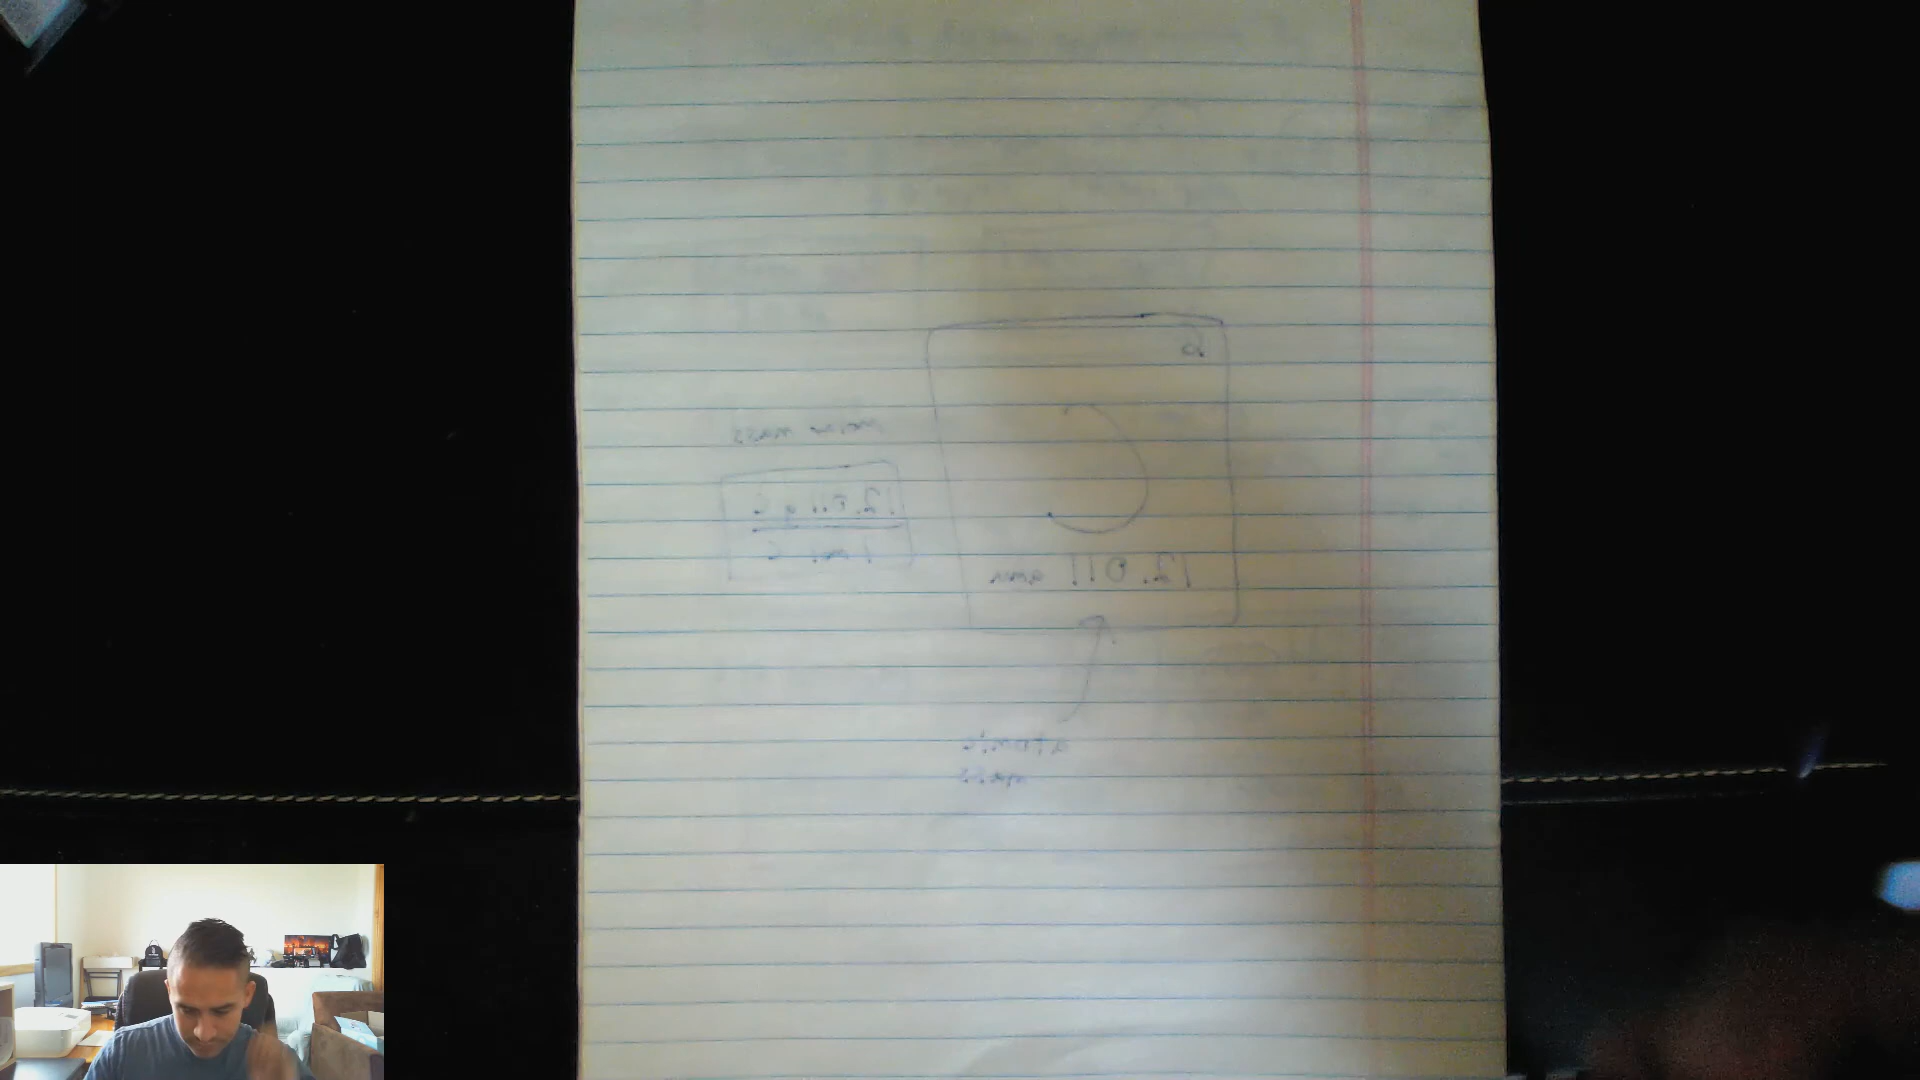 6
C
12.011 amu
molar mass
12.011 g C
1 mol C
atomic
mass